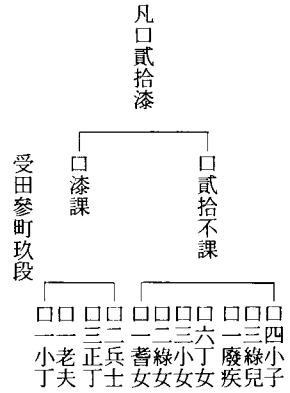 凡口貳拾漆
口貳拾不課
口漆課
受田參町玖段
口四小子
口三綠兒
口一廢疾
口六丁女
口三小女
口二綠女
口一耆女
口二兵士
口三正丁
口一老夫
口一小丁